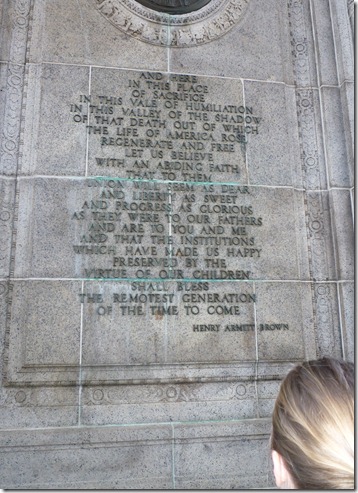 AND HERE
IN THIS PLACE
OF SACRIFICE
IN THIS VALE OF HUMILIATION
IN THIS VALLEY OF THE SHADOW
OF THAT DEATH OUT OF WHICH
THE LIFE OF AMERICA ROSE
REGENERATE AND FREE
LET US BELIEVE
WITH AN ABIDING FAITH
THAT TO THEM
UNION WILL SEEM AS DEAR
AND LIBERTY AS SWEET
AND PROGRESS AS GLORIOUS
AS THEY WERE TO OUR FATHERS
AND ARE TO YOU AND ME
AND THAT THE INSTITUTIONS
WHICH HAVE MADE US HAPPY
PRESERVED BY THE
VIRTUE OF OUR CHILDREN
SHALL BLESS
THE REMOTEST GENERATION
OF THE TIME TO COME
HENRY ARMITT BROWN